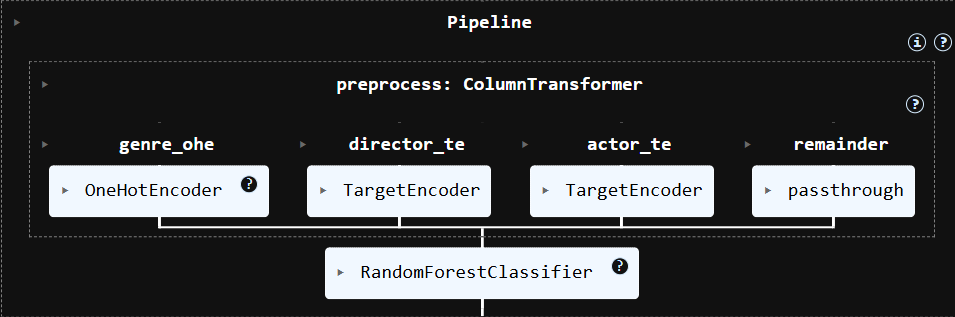 Pipeline
i ?
preprocess: ColumnTransformer
?
genre_ohe director_te actor_te remainder
OneHotEncoder ? TargetEncoder TargetEncoder passthrough
RandomForestClassifier ?